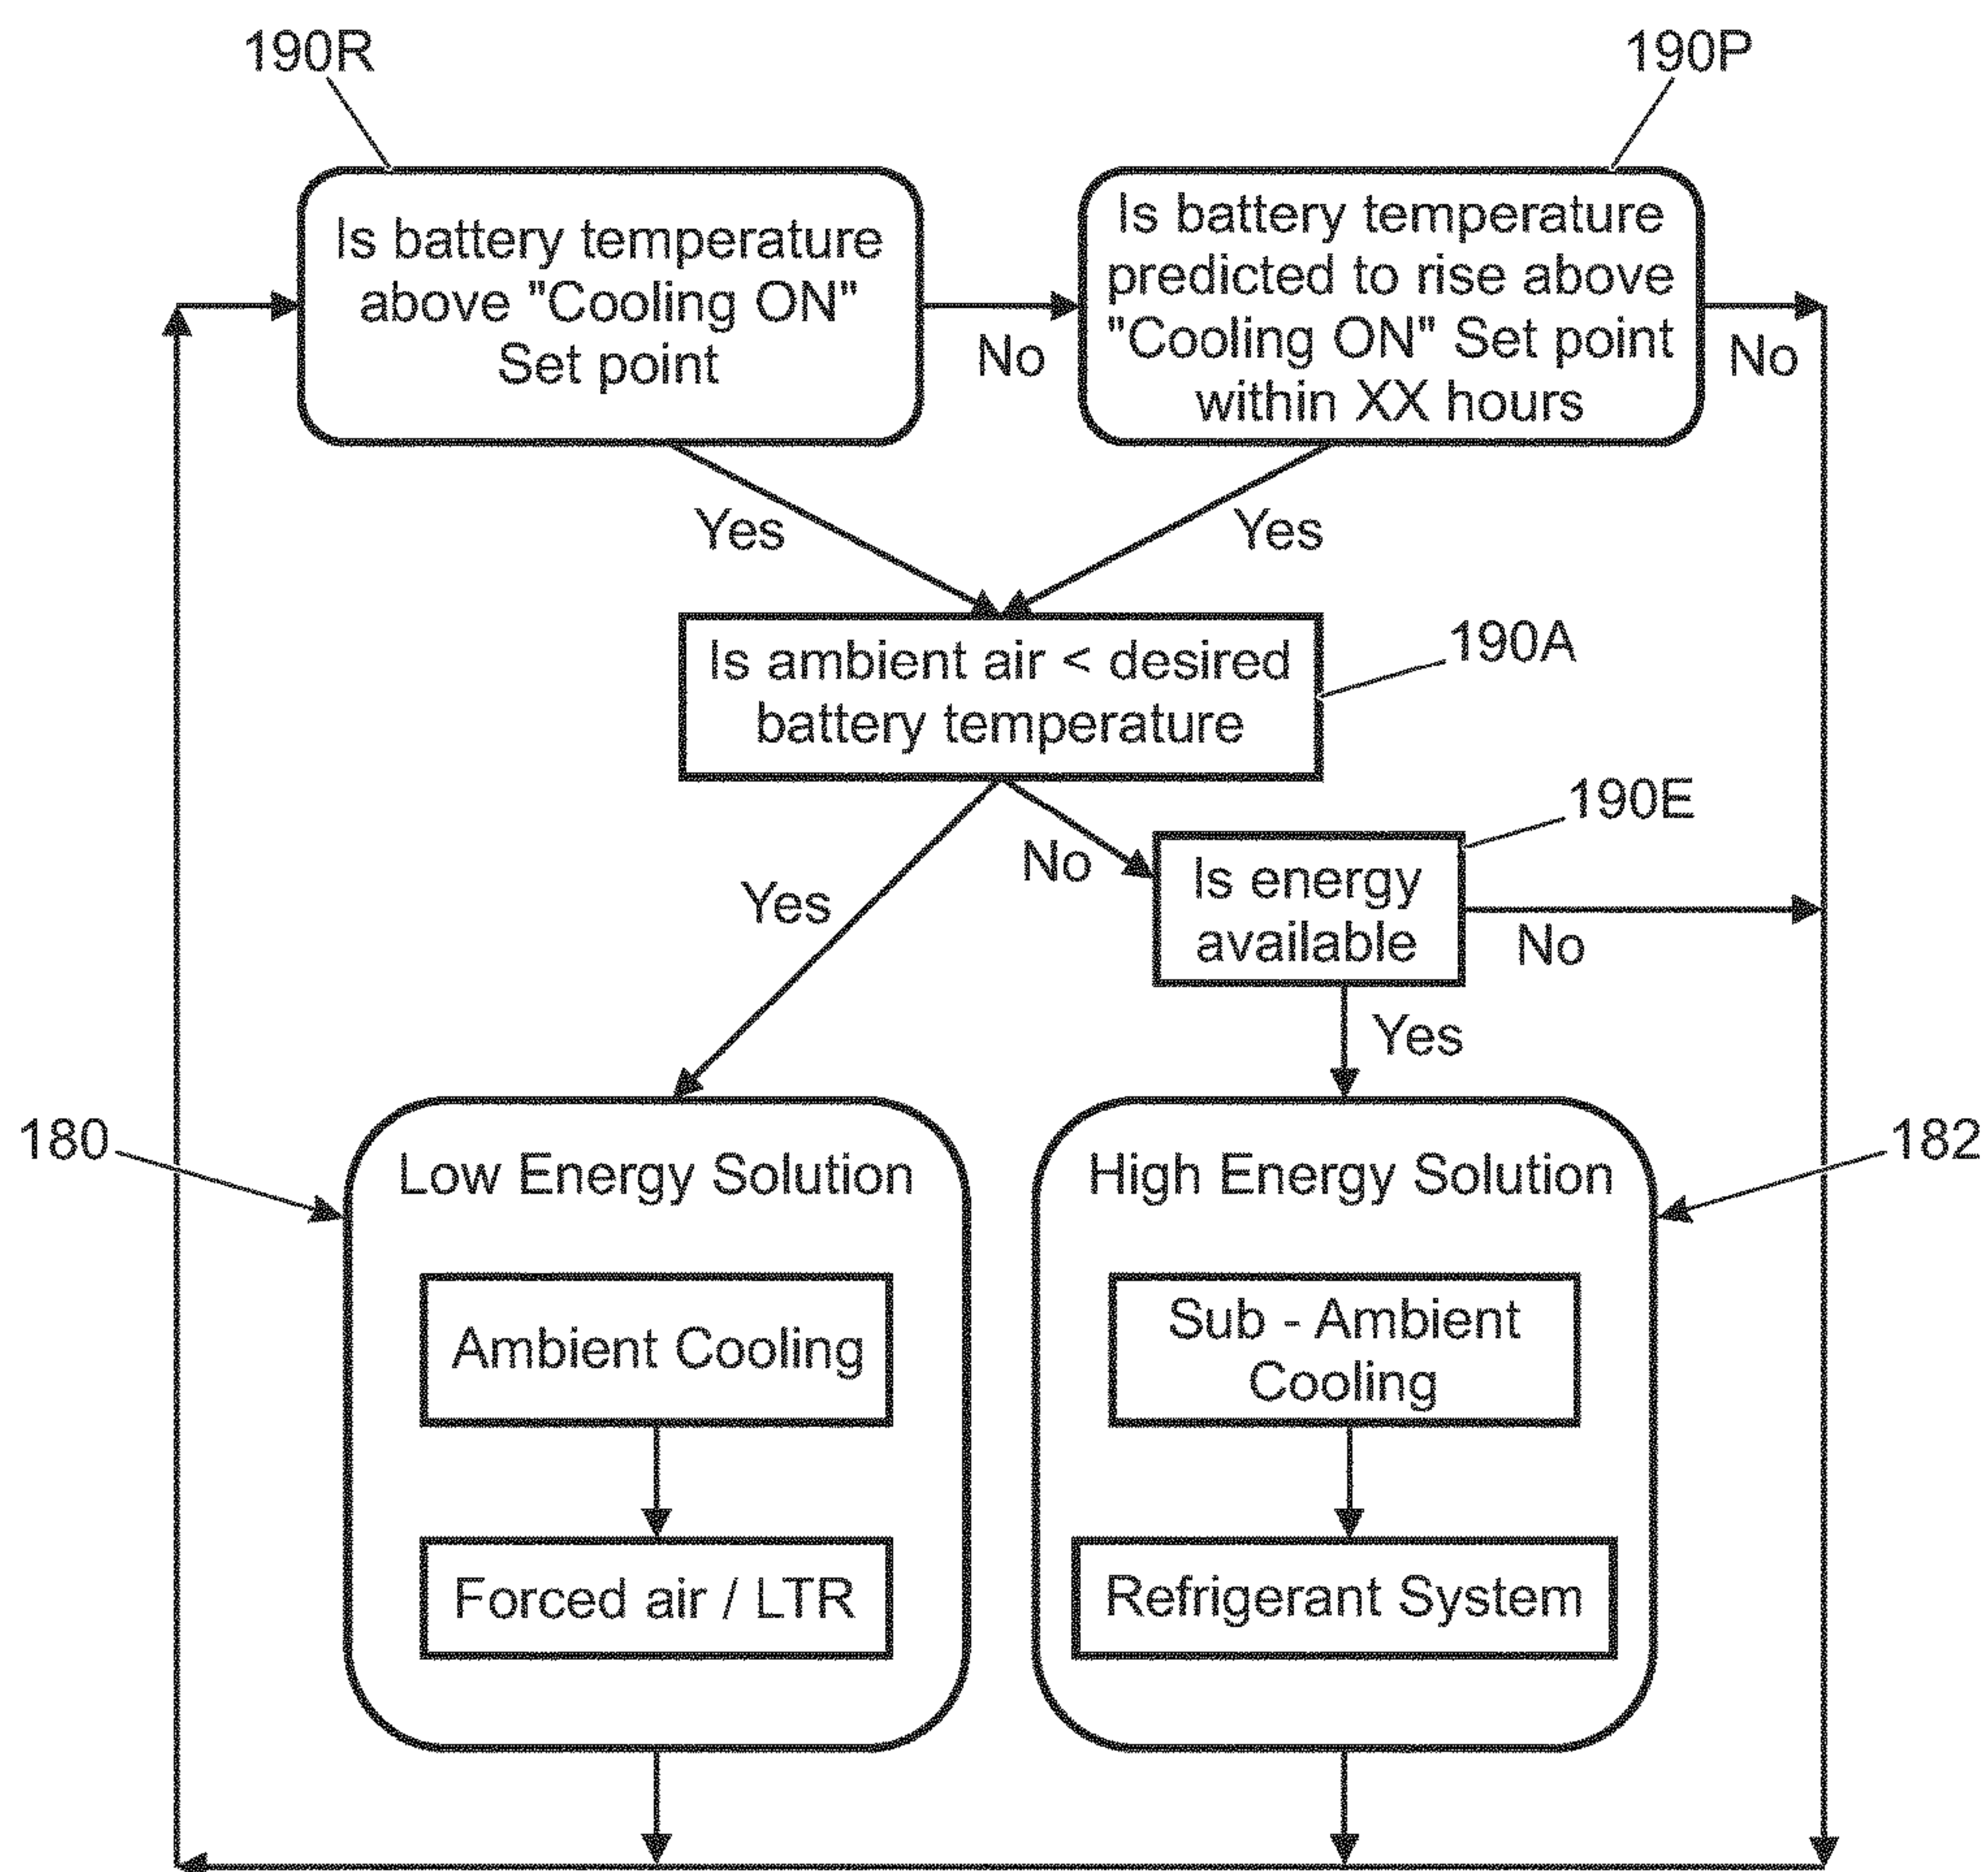 190R
190P
Is battery temperature
above "Cooling ON"
Set point
Is battery temperature
predicted to rise above
"Cooling ON" Set point
within XX hours
No
No
Yes
Yes
Is ambient air < desired
battery temperature
190A
190E
No
Yes
Is energy
available
No
Yes
180
182
Low Energy Solution
Ambient Cooling
Forced air / LTR
High Energy Solution
Sub - Ambient
Cooling
Refrigerant System